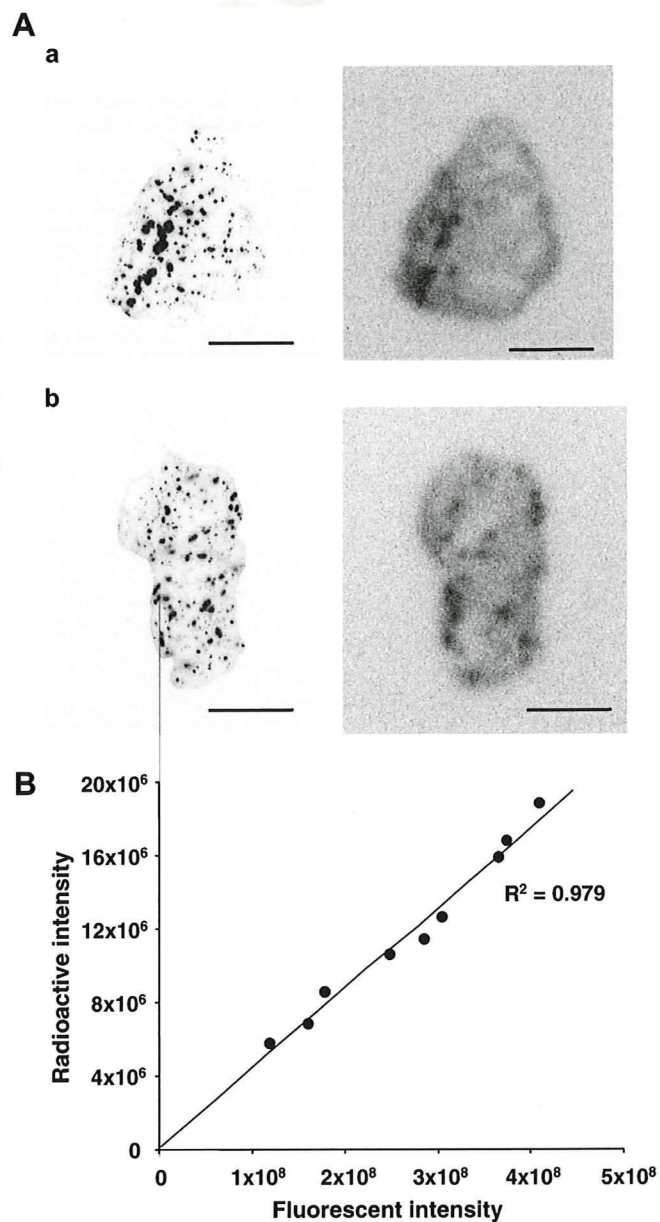 A
a
b
B
20x10⁶
16x10⁶
12x10⁶
8x10⁶
4x10⁶
0
Radioactive intensity
R² = 0.979
0 1x10⁸ 2x10⁸ 3x10⁸ 4x10⁸ 5x10⁸
Fluorescent intensity